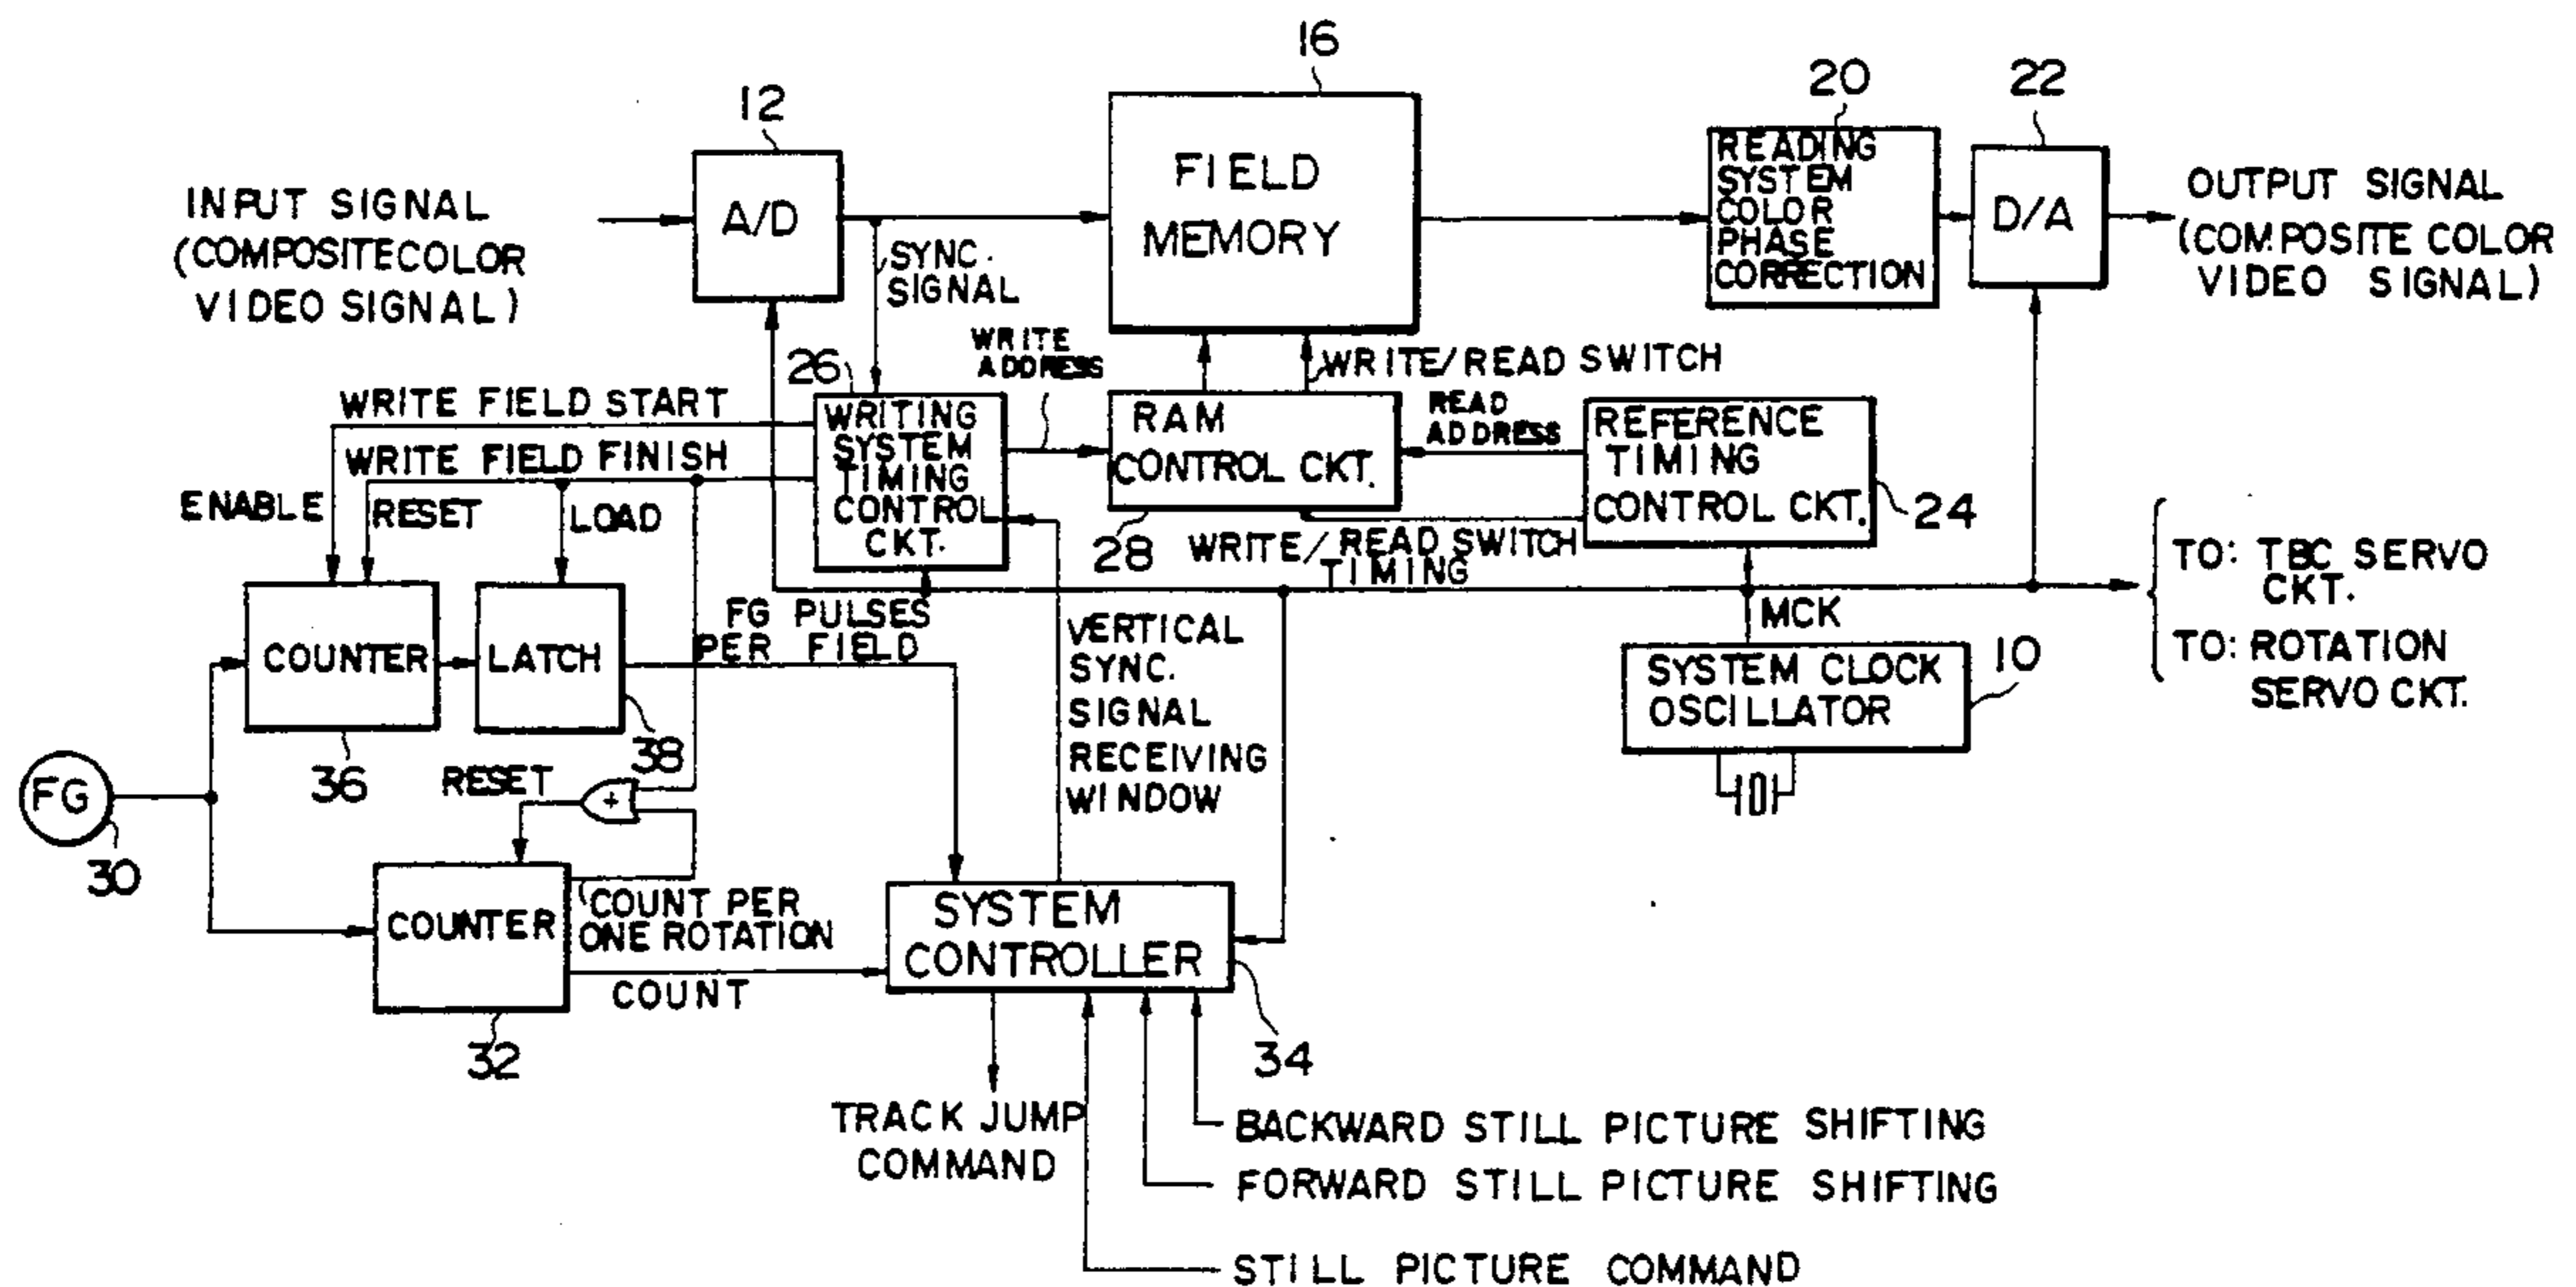 16
20
22
12
INPUT SIGNAL
(COMPOSITE COLOR
VIDEO SIGNAL)
A/D
SYNC.
SIGNAL
FIELD
MEMORY
READING
SYSTEM
COLOR
PHASE
CORRECTION
D/A
OUTPUT SIGNAL
(COMPOSITE COLOR
VIDEO SIGNAL)
WRITE FIELD START
WRITE FIELD FINISH
ENABLE
RESET
LOAD
26
WRITING
SYSTEM
TIMING
CONTROL
CKT.
WRITE
ADDRESS
WRITE/READ SWITCH
RAM
CONTROL CKT.
28
READ
ADDRESS
REFERENCE
TIMING
CONTROL CKT.
24
WRITE/READ SWITCH
TIMING
TO: TBC SERVO
CKT.
TO: ROTATION
SERVO CKT.
MCK
SYSTEM CLOCK
OSCILLATOR
10
COUNTER
36
LATCH
38
FG PULSES
PER FIELD
VERTICAL
SYNC.
SIGNAL
RECEIVING
WINDOW
FG
30
RESET
+
COUNTER
32
COUNT PER
ONE ROTATION
COUNT
SYSTEM
CONTROLLER
34
TRACK JUMP
COMMAND
BACKWARD STILL PICTURE SHIFTING
FORWARD STILL PICTURE SHIFTING
STILL PICTURE COMMAND